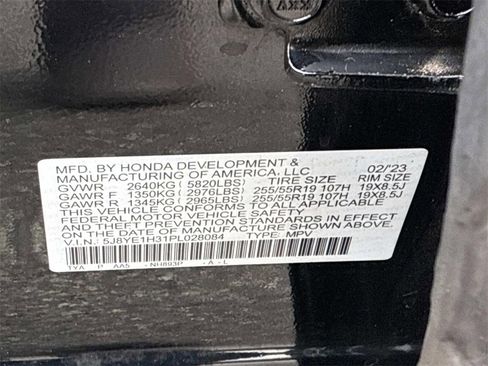 MFD. BY HONDA DEVELOPMENT &
MANUFACTURING OF AMERICA, LLC 02/'23
GVWR 2640KG ( 5820LBS) TIRE SIZE RIM SIZE
GAWR F 1350KG ( 2976LBS) 255/55R19 107H 19X8.5J
GAWR R 1345KG ( 2965LBS) 255/55R19 107H 19X8.5J
THIS VEHICLE CONFORMS TO ALL APPLICABLE
FEDERAL MOTOR VEHICLE SAFETY
AND THEFT PREVENTION STANDARDS IN EFFECT
ON THE DATE OF MANUFACTURE SHOWN ABOVE.
V.I.N.: 5J8YE1H31PL028084 TYPE: MPV
TYA P AA5 - NH893P - A - L